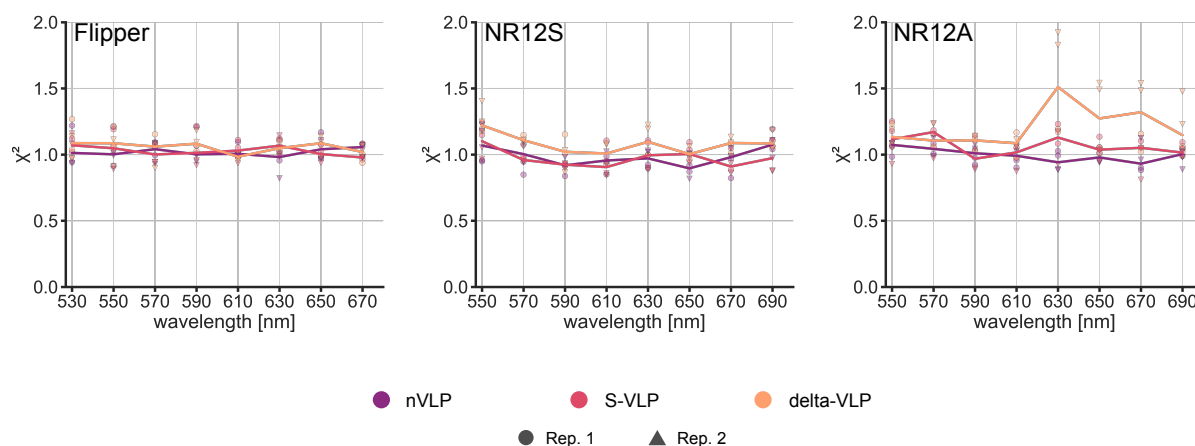 Flipper
NR12S
NR12A
2.0
1.5
1.0
0.5
0.0
χ²
530 550 570 590 610 630 650 670
wavelength [nm]
2.0
1.5
1.0
0.5
0.0
χ²
550 570 590 610 630 650 670 690
wavelength [nm]
2.0
1.5
1.0
0.5
0.0
χ²
550 570 590 610 630 650 670 690
wavelength [nm]
nVLP S-VLP delta-VLP
Rep. 1 Rep. 2